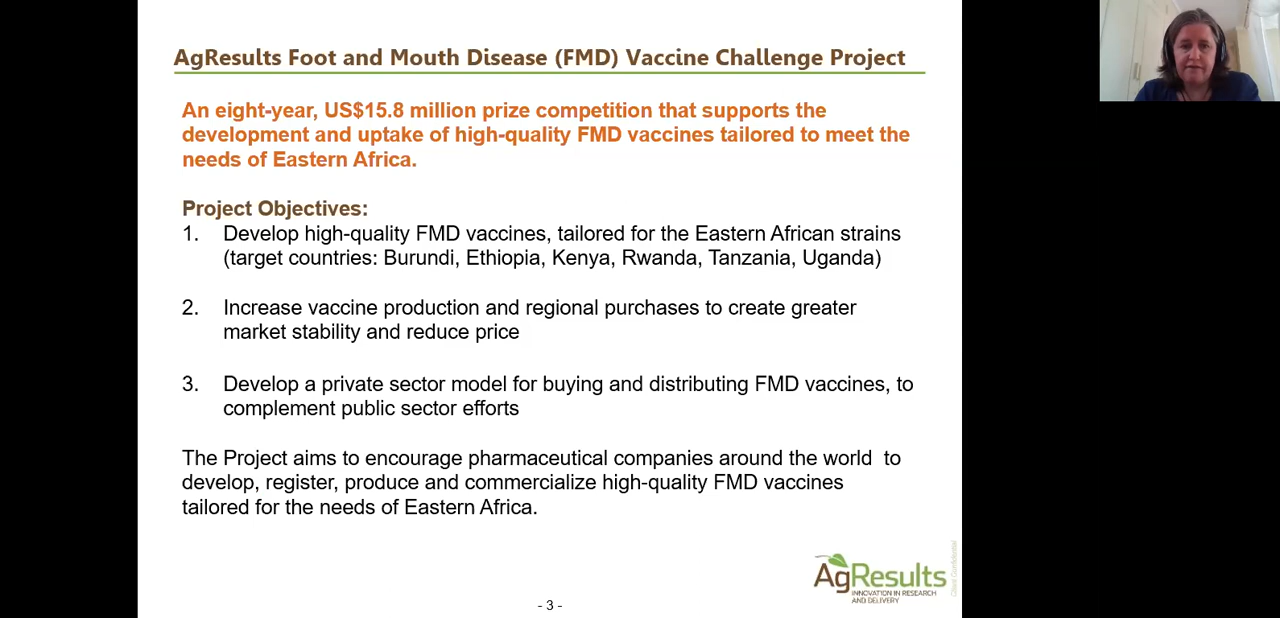 AgResults Foot and Mouth Disease (FMD) Vaccine Challenge Project
An eight-year, US$15.8 million prize competition that supports the
development and uptake of high-quality FMD vaccines tailored to meet the
needs of Eastern Africa.
Project Objectives:
1. Develop high-quality FMD vaccines, tailored for the Eastern African strains
(target countries: Burundi, Ethiopia, Kenya, Rwanda, Tanzania, Uganda)
2. Increase vaccine production and regional purchases to create greater
market stability and reduce price
3. Develop a private sector model for buying and distributing FMD vaccines, to
complement public sector efforts
The Project aims to encourage pharmaceutical companies around the world to
develop, register, produce and commercialize high-quality FMD vaccines
tailored for the needs of Eastern Africa.
AgResults
INNOVATION IN RESEARCH
AND DELIVERY
Client Confidential
- 3 -